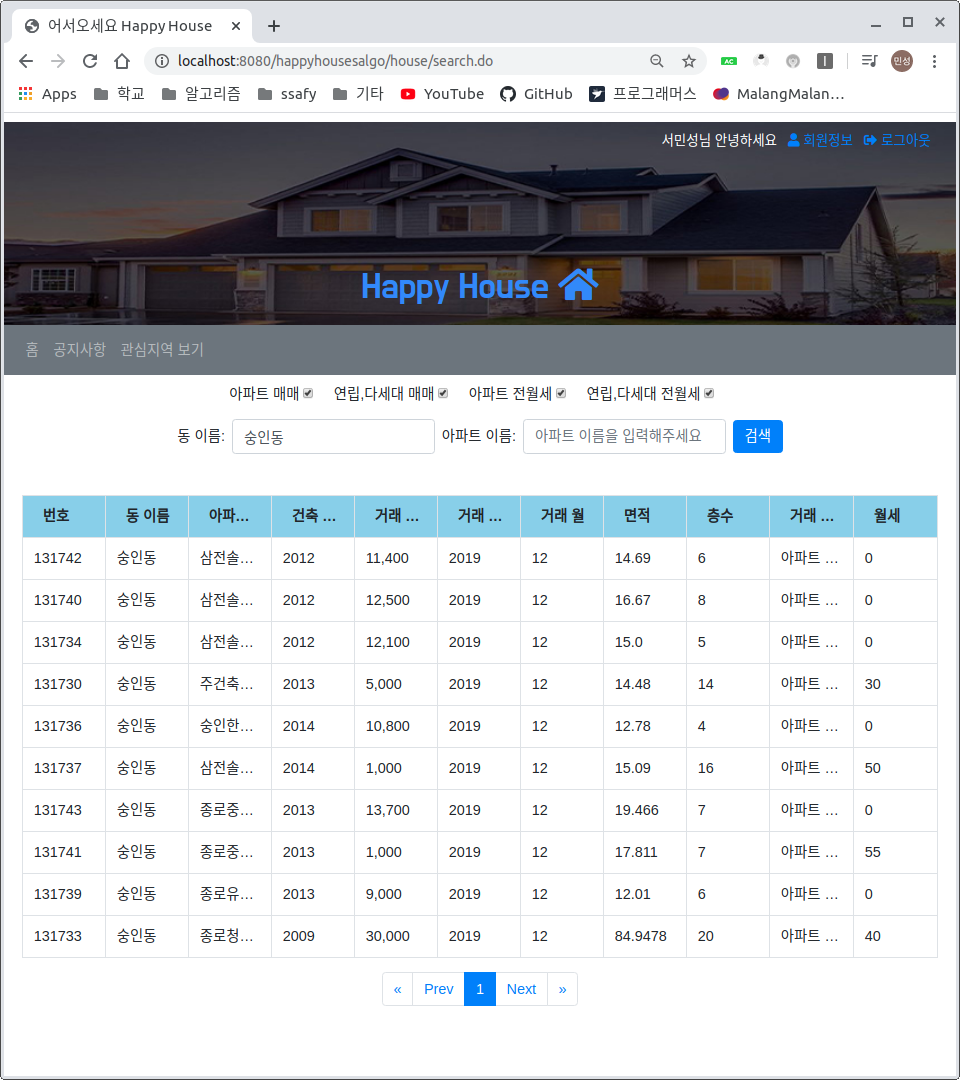 어서오세요 Happy House
localhost:8080/happyhousesalgo/house/search.do
AC
민성
Apps 학교 알고리즘 ssafy 기타 YouTube GitHub 프로그래머스 MalangMalan…
서민성님 안녕하세요 회원정보 로그아웃
Happy House
홈 공지사항 관심지역 보기
아파트 매매 연립,다세대 매매 아파트 전월세 연립,다세대 전월세
동 이름: 숭인동 아파트 이름: 아파트 이름을 입력해주세요 검색
번호 동 이름 아파… 건축 … 거래 … 거래 … 거래 월 면적 층수 거래 … 월세
131742 숭인동 삼전솔… 2012 11,400 2019 12 14.69 6 아파트 … 0
131740 숭인동 삼전솔… 2012 12,500 2019 12 16.67 8 아파트 … 0
131734 숭인동 삼전솔… 2012 12,100 2019 12 15.0 5 아파트 … 0
131730 숭인동 주건축… 2013 5,000 2019 12 14.48 14 아파트 … 30
131736 숭인동 숭인한… 2014 10,800 2019 12 12.78 4 아파트 … 0
131737 숭인동 삼전솔… 2014 1,000 2019 12 15.09 16 아파트 … 50
131743 숭인동 종로중… 2013 13,700 2019 12 19.466 7 아파트 … 0
131741 숭인동 종로중… 2013 1,000 2019 12 17.811 7 아파트 … 55
131739 숭인동 종로유… 2013 9,000 2019 12 12.01 6 아파트 … 0
131733 숭인동 종로청… 2009 30,000 2019 12 84.9478 20 아파트 … 40
« Prev 1 Next »